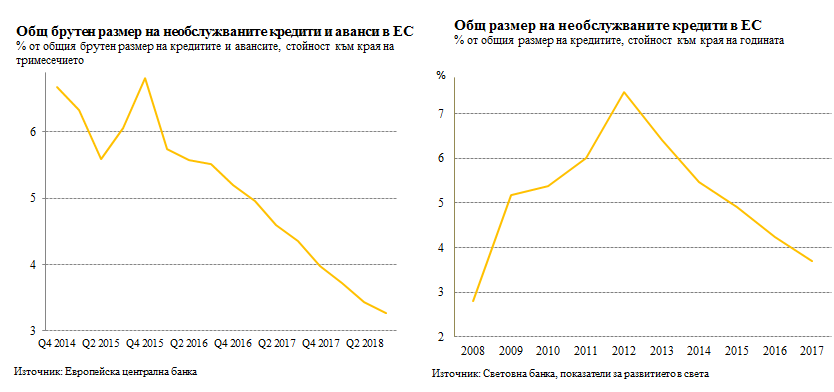 Общ брутен размер на необслужваните кредити и аванси в ЕС
% от общия брутен размер на кредитите и авансите, стойност към края на
тримесечието
6
5
4
3
Q4 2014 Q2 2015 Q4 2015 Q2 2016 Q4 2016 Q2 2017 Q4 2017 Q2 2018
Източник: Европейска централна банка
Общ размер на необслужваните кредити в ЕС
% от общия размер на кредитите, стойност към края на годината
%
7
6
5
4
3
2
2008 2009 2010 2011 2012 2013 2014 2015 2016 2017
Източник: Световна банка, показатели за развитието в света